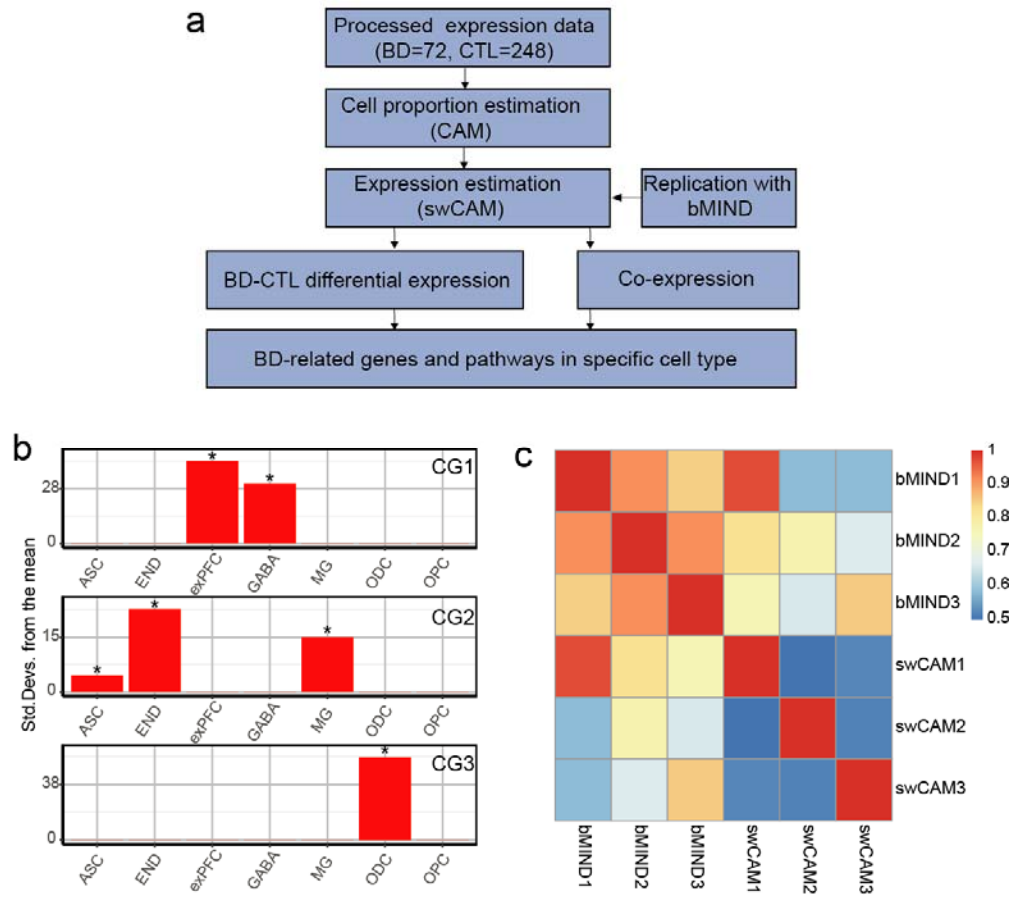 a
Processed expression data
(BD=72, CTL=248)
Cell proportion estimation
(CAM)
Expression estimation
(swCAM)
Replication with
bMIND
BD-CTL differential expression
Co-expression
BD-related genes and pathways in specific cell type
b
Std.Devs. from the mean
CG1
28
0
*
*
ASC
END
exPFC
GABA
MG
ODC
OPC
CG2
15
0
*
*
*
ASC
END
exPFC
GABA
MG
ODC
OPC
CG3
38
0
*
ASC
END
exPFC
GABA
MG
ODC
OPC
c
bMIND1
bMIND2
bMIND3
swCAM1
swCAM2
swCAM3
bMIND1
bMIND2
bMIND3
swCAM1
swCAM2
swCAM3
1
0.9
0.8
0.7
0.6
0.5